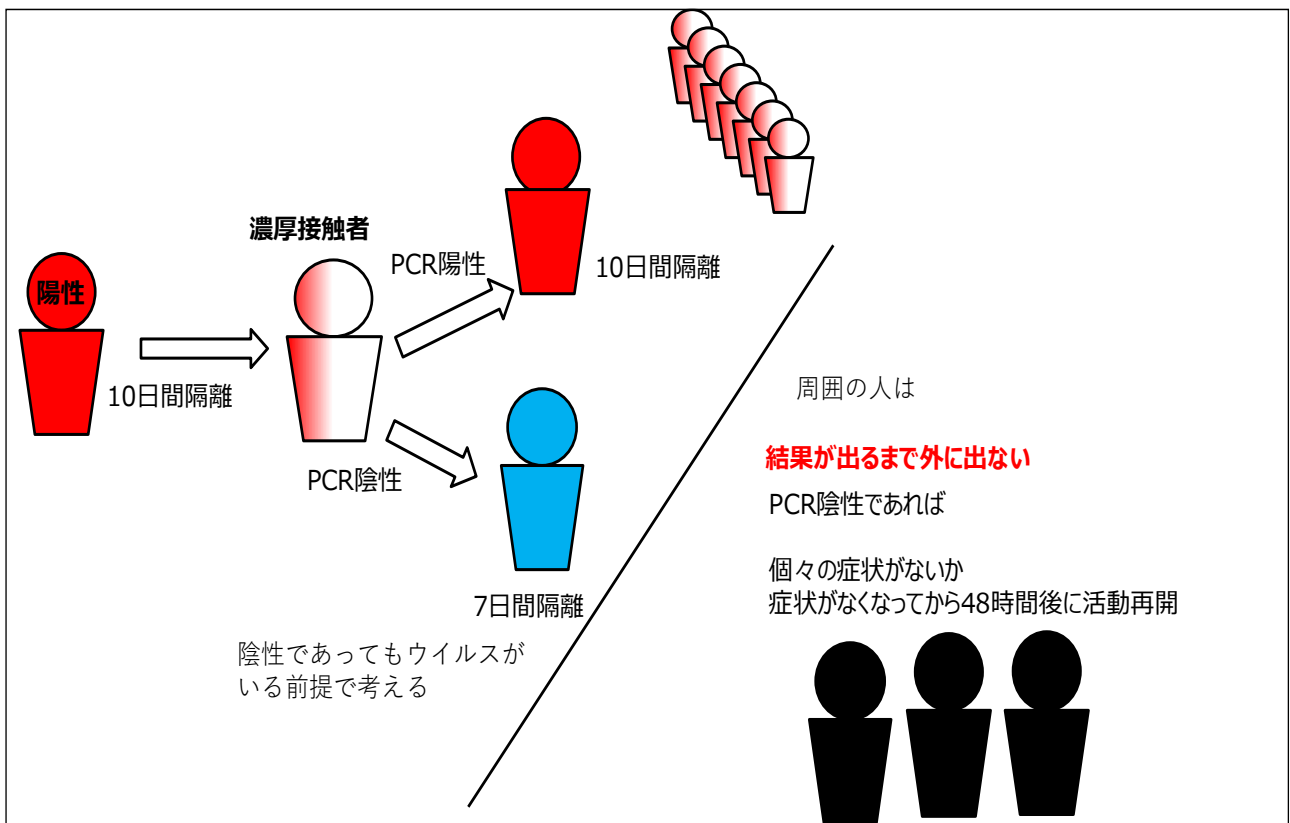 濃厚接触者
陽性
10日間隔離
PCR陽性
10日間隔離
PCR陰性
7日間隔離
陰性であってもウイルスが
いる前提で考える
周囲の人は
結果が出るまで外に出ない
PCR陰性であれば
個々の症状がないか
症状がなくなってから48時間後に活動再開